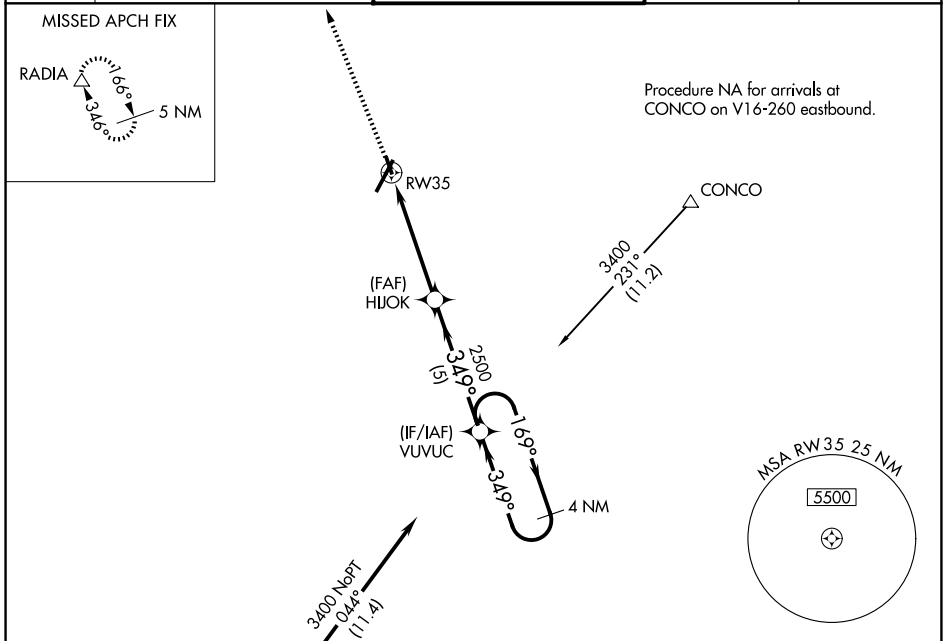 MISSED APCH FIX
RADIA
166°
346°
5 NM
Procedure NA for arrivals at
CONCO on V16-260 eastbound.
RW35
CONCO
3400
231°
(11.2)
(FAF)
HIJOK
2500
349°
(5)
(IF/IAF)
VUVUC
169°
349°
4 NM
MSA RW35 25 NM
5500
3400 NoPT
044°
(11.4)